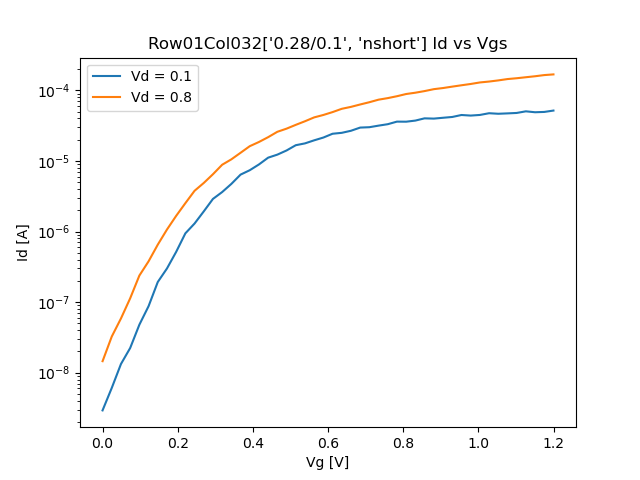 Row01Col032['0.28/0.1', 'nshort'] Id vs Vgs
Vd = 0.1
Vd = 0.8
Id [A]
10⁻⁴
10⁻⁵
10⁻⁶
10⁻⁷
10⁻⁸
0.0 0.2 0.4 0.6 0.8 1.0 1.2
Vg [V]